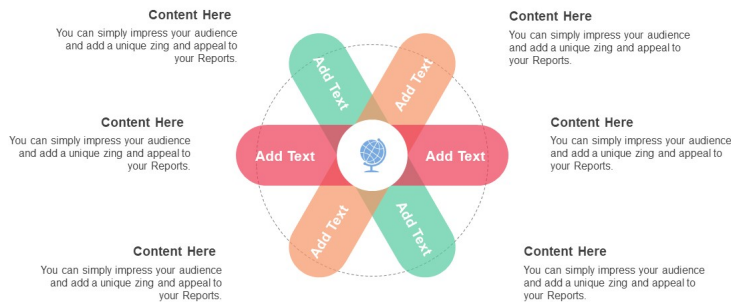 Content Here
You can simply impress your audience
and add a unique zing and appeal to
your Reports.
Content Here
You can simply impress your audience
and add a unique zing and appeal to
your Reports.
Add Text
Add Text
Content Here
You can simply impress your audience
and add a unique zing and appeal to
your Reports.
Add Text
Add Text
Content Here
You can simply impress your audience
and add a unique zing and appeal to
your Reports.
Add Text
Add Text
Content Here
You can simply impress your audience
and add a unique zing and appeal to
your Reports.
Content Here
You can simply impress your audience
and add a unique zing and appeal to
your Reports.